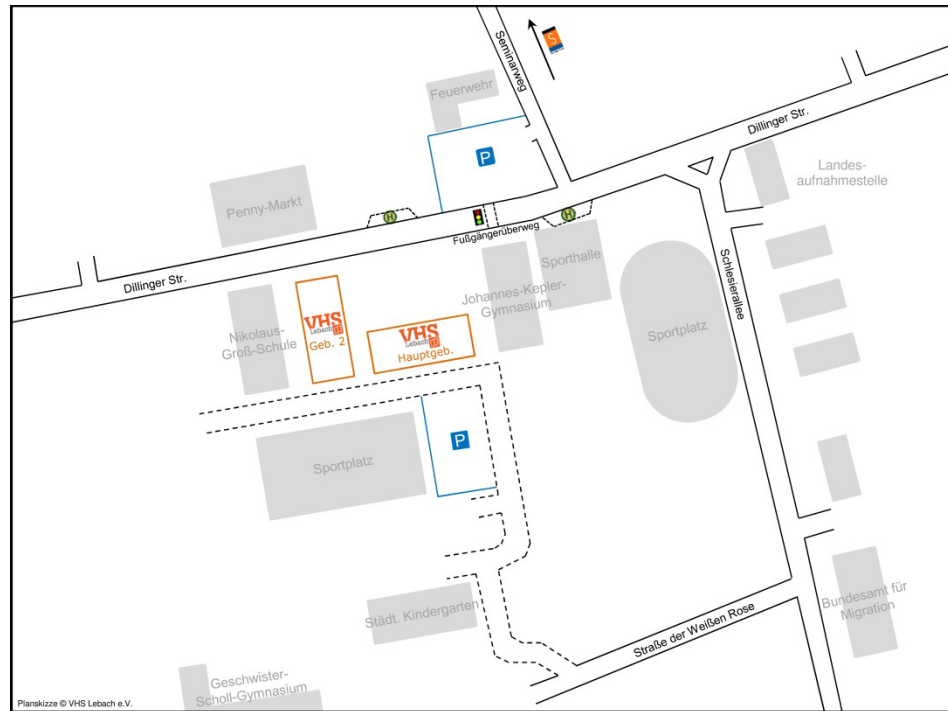 Seminarweg
S
Feuerwehr
P
Dillinger Str.
Landes-
aufnahmestelle
Penny-Markt
H
H
Fußgängerüberweg
Dillinger Str.
Sporthalle
Johannes-Kepler-
Gymnasium
Schlesierallee
Nikolaus-
Groß-Schule
VHS
Lebach
Geb. 2
VHS
Lebach
Hauptgeb.
Sportplatz
P
Sportplatz
Städt. Kindergarten
Straße der Weißen Rose
Bundesamt für
Migration
Geschwister-
Scholl-Gymnasium
Planskizze © VHS Lebach e.V.